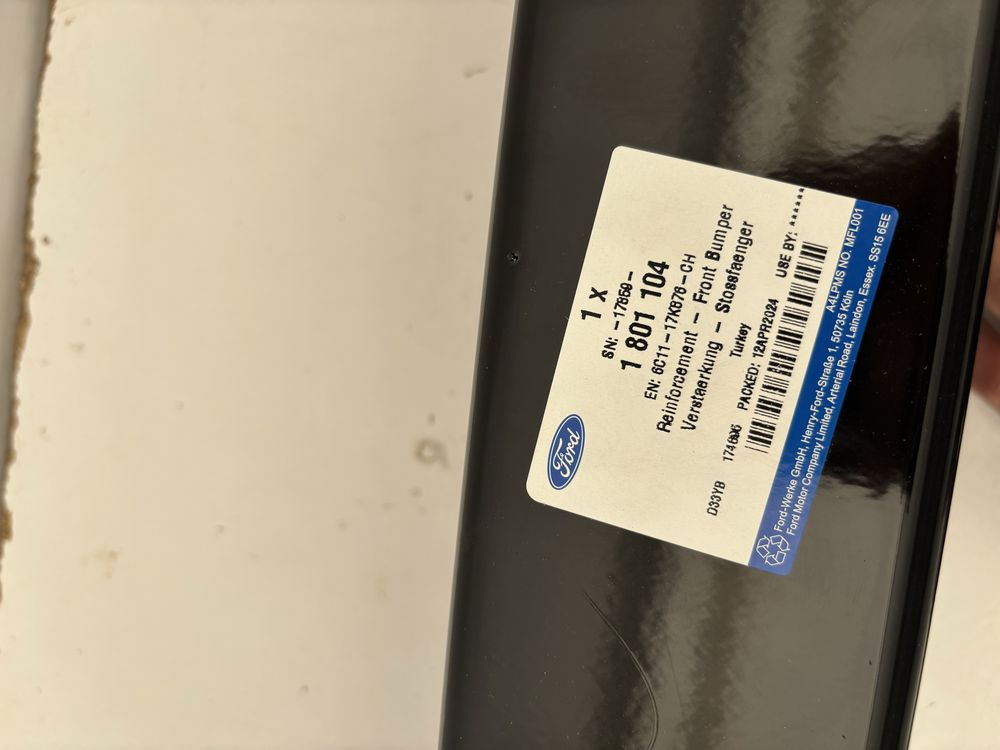 Ford
1 X
SN: -17869-
1 801 104
EN: 6C11-17K876-CH
Reinforcement - Front Bumper
Verstaerkung - Stossfaenger
Turkey
D33YB 174606 PACKED: 12APR2024 USE BY: *******
A4LPMS NO. MFL001
Ford-Werke GmbH, Henry-Ford-Straße 1, 50735 Köln
Ford Motor Company Limited, Arterial Road, Laindon, Essex. SS15 6EE